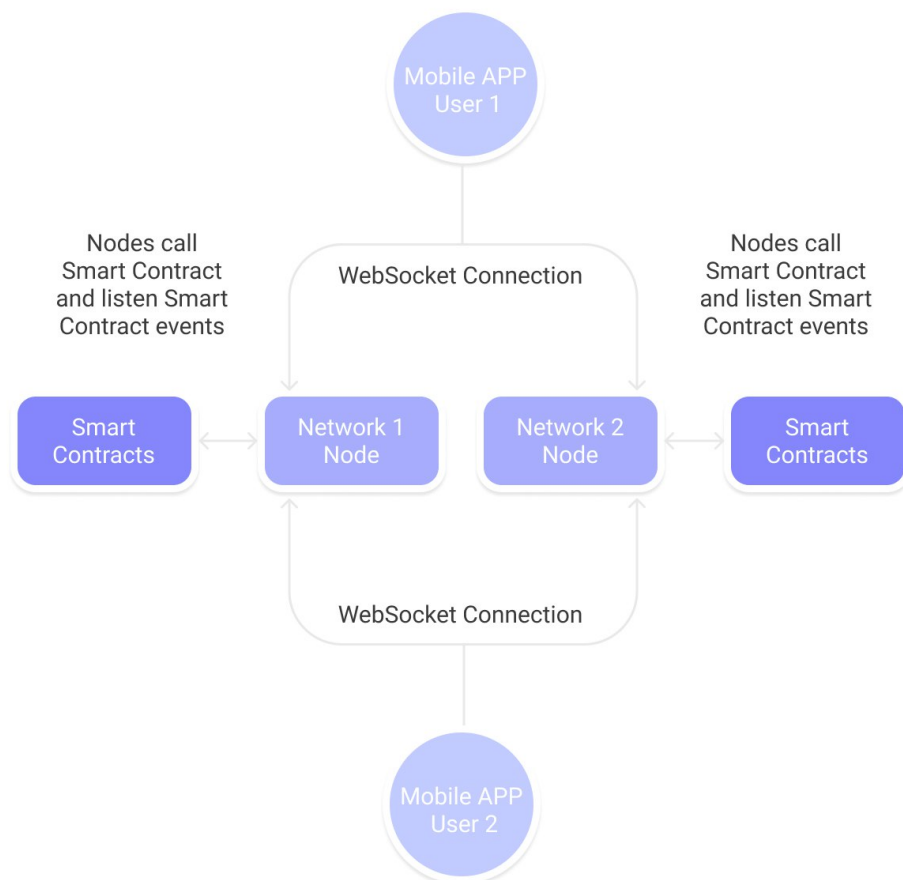 Mobile APP
User 1
Nodes call
Smart Contract
and listen Smart
Contract events
WebSocket Connection
Nodes call
Smart Contract
and listen Smart
Contract events
Smart
Contracts
Network 1
Node
Network 2
Node
Smart
Contracts
WebSocket Connection
Mobile APP
User 2